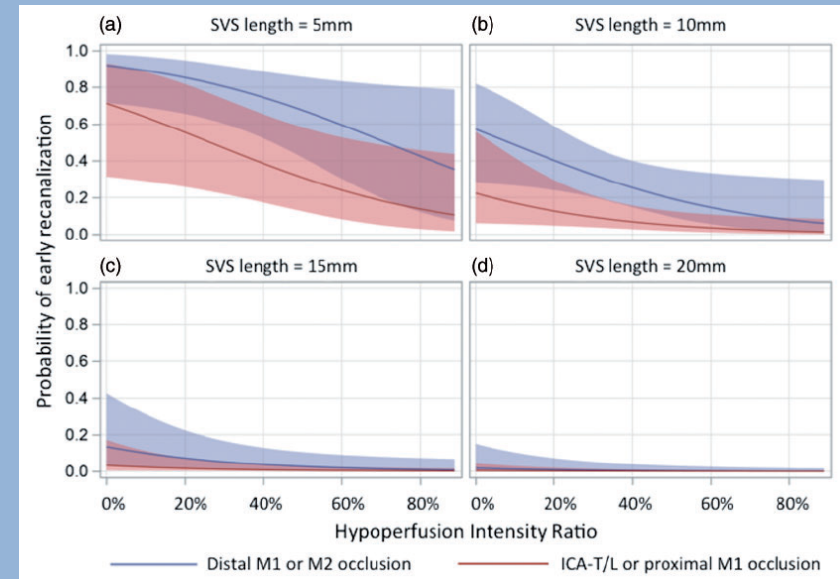 (a) SVS length = 5mm
(b) SVS length = 10mm
1.0
0.8
0.6
0.4
0.2
0.0
Probability of early recanalization
(c) SVS length = 15mm
(d) SVS length = 20mm
1.0
0.8
0.6
0.4
0.2
0.0
0% 20% 40% 60% 80%
0% 20% 40% 60% 80%
Hypoperfusion Intensity Ratio
Distal M1 or M2 occlusion
ICA-T/L or proximal M1 occlusion